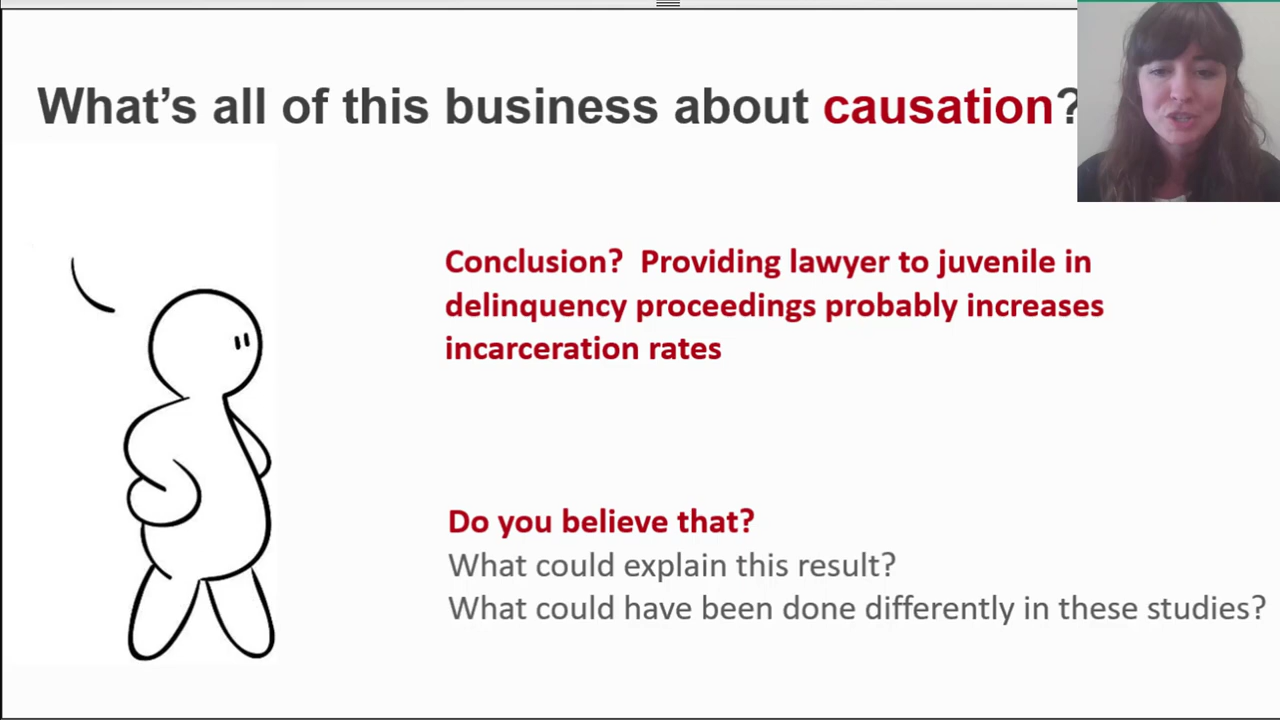 What's all of this business about causation?
Conclusion?  Providing lawyer to juvenile in
delinquency proceedings probably increases
incarceration rates
Do you believe that?
What could explain this result?
What could have been done differently in these studies?